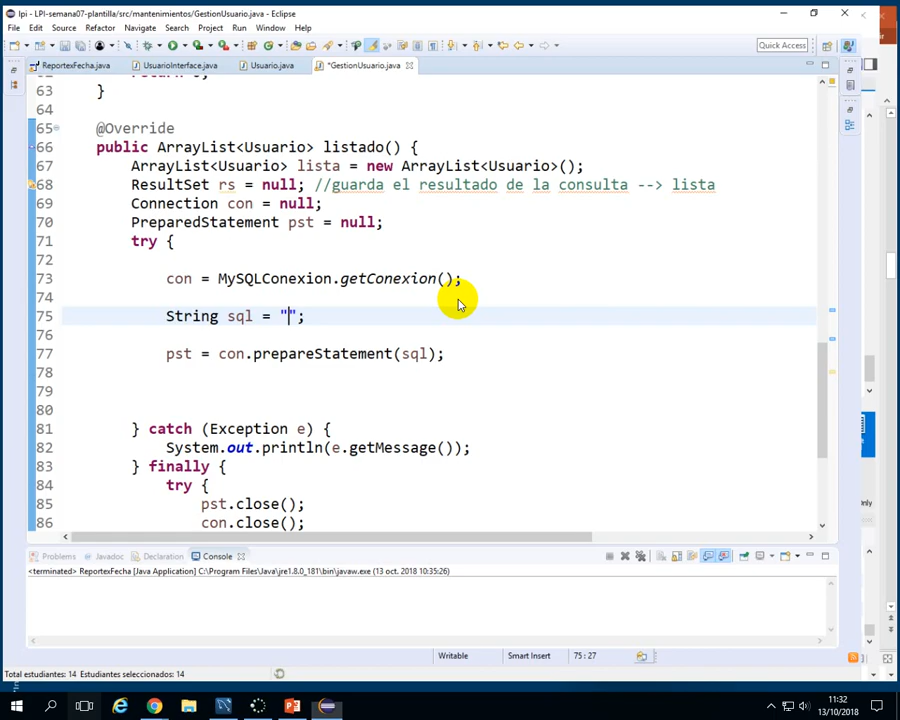 lpi - LPI-semana07-plantilla/src/mantenimientos/GestionUsuario.java - Eclipse
File Edit Source Refactor Navigate Search Project Run Window Help
Quick Access
ReportexFecha.java UsuarioInterface.java Usuario.java *GestionUsuario.java
63 }
64
65 @Override
66 public ArrayList<Usuario> listado() {
67 ArrayList<Usuario> lista = new ArrayList<Usuario>();
68 ResultSet rs = null; //guarda el resultado de la consulta --> lista
69 Connection con = null;
70 PreparedStatement pst = null;
71 try {
72
73 con = MySQLConexion.getConexion();
74
75 String sql = "";
76
77 pst = con.prepareStatement(sql);
78
79
80
81 } catch (Exception e) {
82 System.out.println(e.getMessage());
83 } finally {
84 try {
85 pst.close();
86 con.close();
Problems Javadoc Declaration Console
<terminated> ReportexFecha [Java Application] C:\Program Files\Java\jre1.8.0_181\bin\javaw.exe (13 oct. 2018 10:35:26)
Writable Smart Insert 75 : 27
Total estudiantes: 14 Estudiantes seleccionados: 14
11:32
13/10/2018